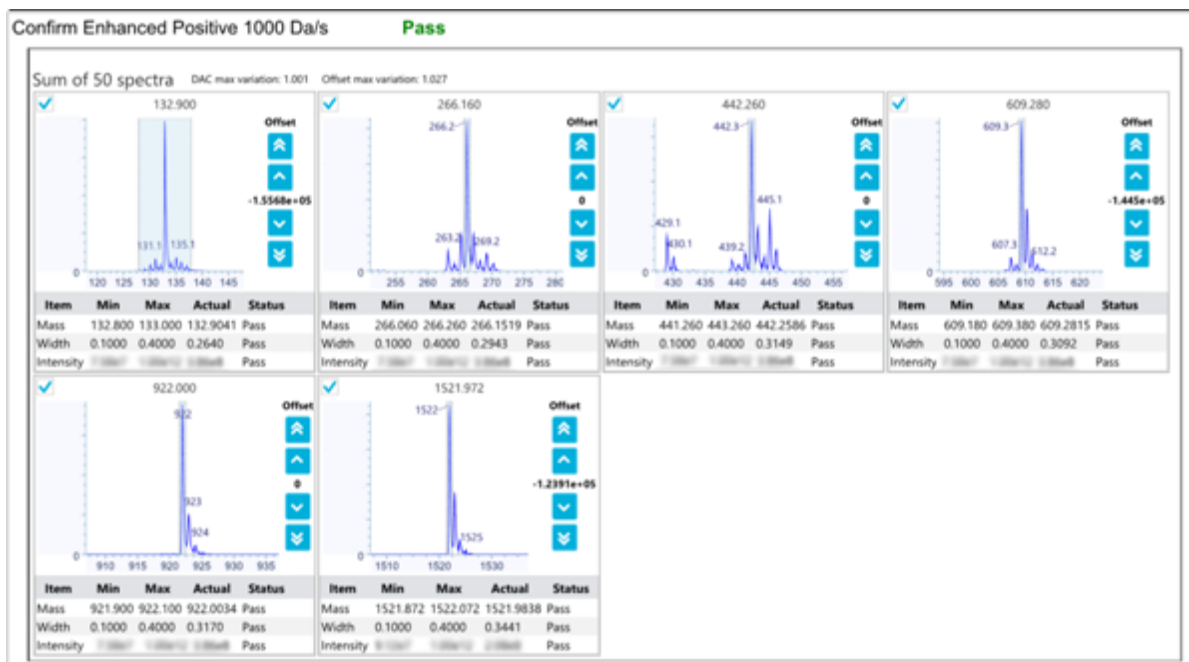 Confirm Enhanced Positive 1000 Da/s Pass
Sum of 50 spectra DAC max variation: 1.001 Offset max variation: 1.027
132.900
Offset
-1.5568e+05
131.1 135.1
0
120 125 130 135 140 145
Item Min Max Actual Status
Mass 132.800 133.000 132.9041 Pass
Width 0.1000 0.4000 0.2640 Pass
Intensity Pass
266.160
Offset
266.2
0
263.2 269.2
0
255 260 265 270 275 280
Item Min Max Actual Status
Mass 266.060 266.260 266.1519 Pass
Width 0.1000 0.4000 0.2943 Pass
Intensity Pass
442.260
Offset
442.3
0
445.1
429.1
430.1 439.2
0
430 435 440 445 450 455
Item Min Max Actual Status
Mass 441.260 443.260 442.2586 Pass
Width 0.1000 0.4000 0.3149 Pass
Intensity Pass
609.280
Offset
609.3
-1.445e+05
607.3 612.2
0
595 600 605 610 615 620
Item Min Max Actual Status
Mass 609.180 609.380 609.2815 Pass
Width 0.1000 0.4000 0.3092 Pass
Intensity Pass
922.000
Offset
922
0
923
924
0
910 915 920 925 930 935
Item Min Max Actual Status
Mass 921.900 922.100 922.0034 Pass
Width 0.1000 0.4000 0.3170 Pass
Intensity Pass
1521.972
Offset
1522
-1.2391e+05
1525
0
1510 1520 1530
Item Min Max Actual Status
Mass 1521.872 1522.072 1521.9838 Pass
Width 0.1000 0.4000 0.3441 Pass
Intensity Pass